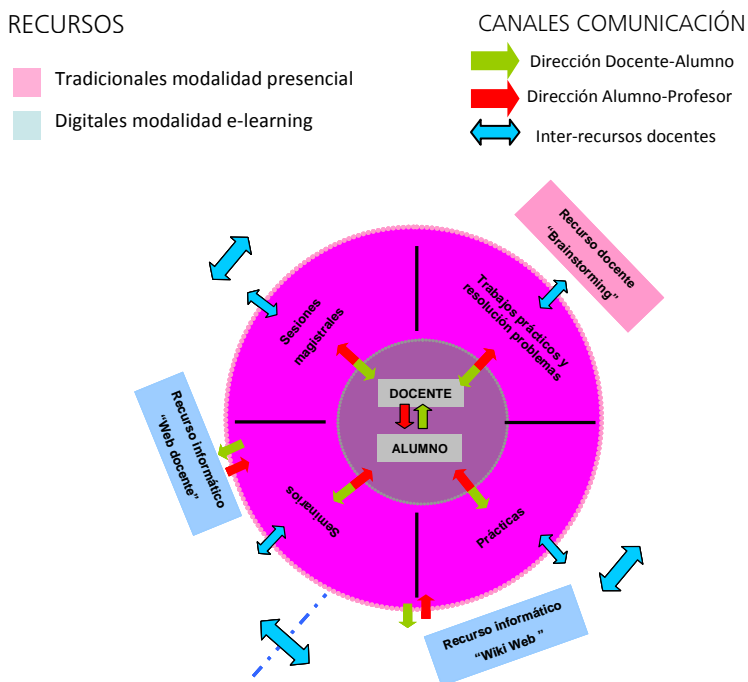 RECURSOS
Tradicionales modalidad presencial
Digitales modalidad e-learning
CANALES COMUNICACIÓN
Dirección Docente-Alumno
Dirección Alumno-Profesor
Inter-recursos docentes
Recurso docente
“Brainstorming”
Sesiones
magistrales
Trabajos prácticos y
resolución problemas
DOCENTE
ALUMNO
Recurso informático
“Web docente”
Seminarios
Prácticas
Recurso informático
“Wiki Web ”